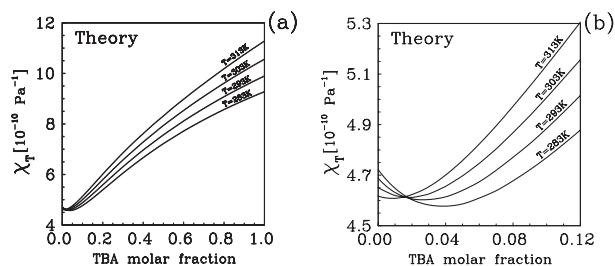 (a)
Theory
12
10
8
6
4
χT [10⁻¹⁰ Pa⁻¹]
T=313K
T=303K
T=293K
T=283K
0.0 0.2 0.4 0.6 0.8 1.0
TBA molar fraction
(b)
Theory
5.3
5.1
4.9
4.7
4.5
χT [10⁻¹⁰ Pa⁻¹]
T=313K
T=303K
T=293K
T=283K
0.00 0.04 0.08 0.12
TBA molar fraction